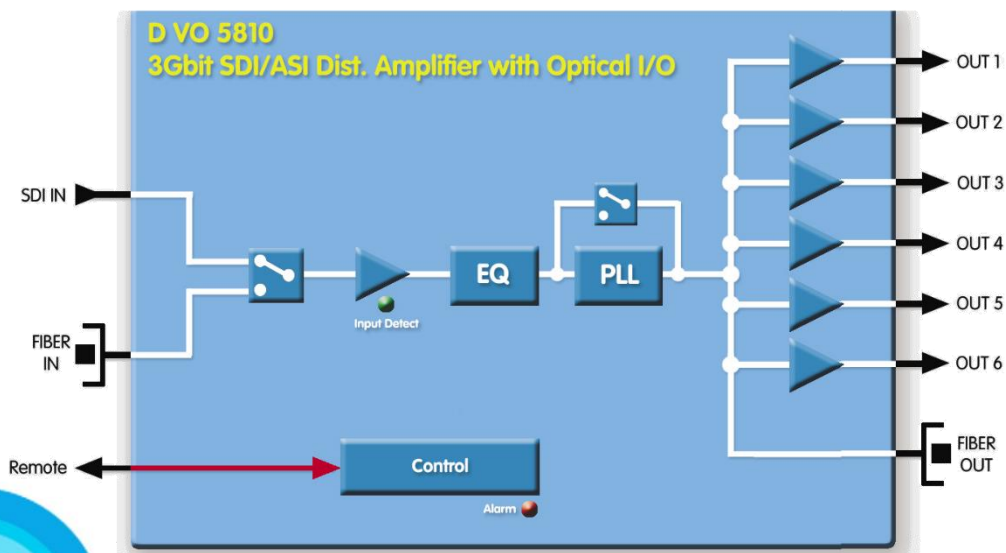 D VO 5810
3Gbit SDI/ASI Dist. Amplifier with Optical I/O
SDI IN
FIBER
IN
Remote
Input Detect
EQ
PLL
Control
Alarm
OUT 1
OUT 2
OUT 3
OUT 4
OUT 5
OUT 6
FIBER
OUT